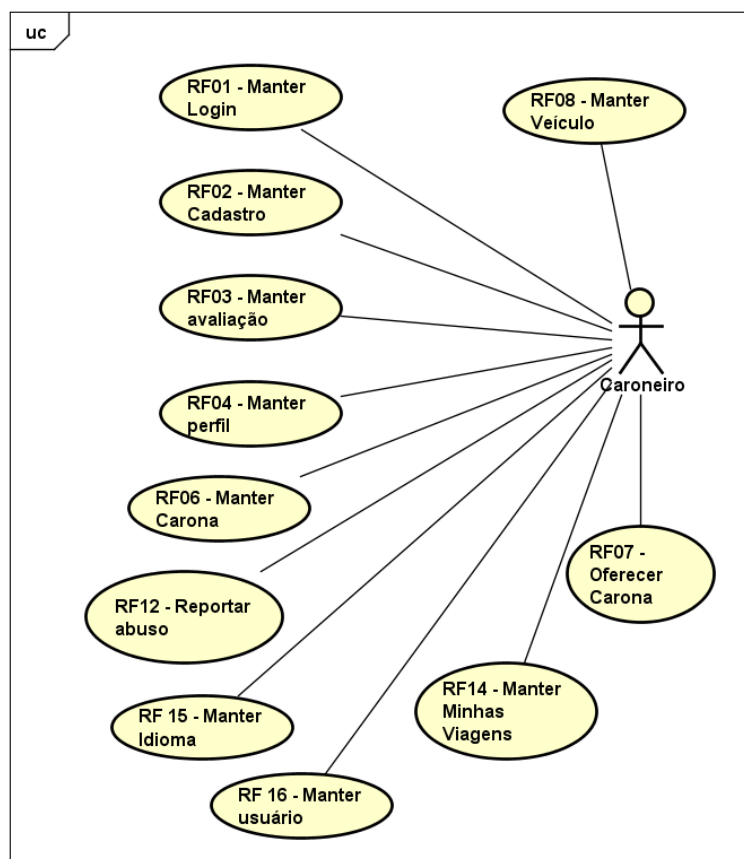 uc
RF01 - Manter
Login
RF08 - Manter
Veículo
RF02 - Manter
Cadastro
RF03 - Manter
avaliação
RF04 - Manter
perfil
Caroneiro
RF06 - Manter
Carona
RF07 -
Oferecer
Carona
RF12 - Reportar
abuso
RF14 - Manter
Minhas
Viagens
RF 15 - Manter
Idioma
RF 16 - Manter
usuário